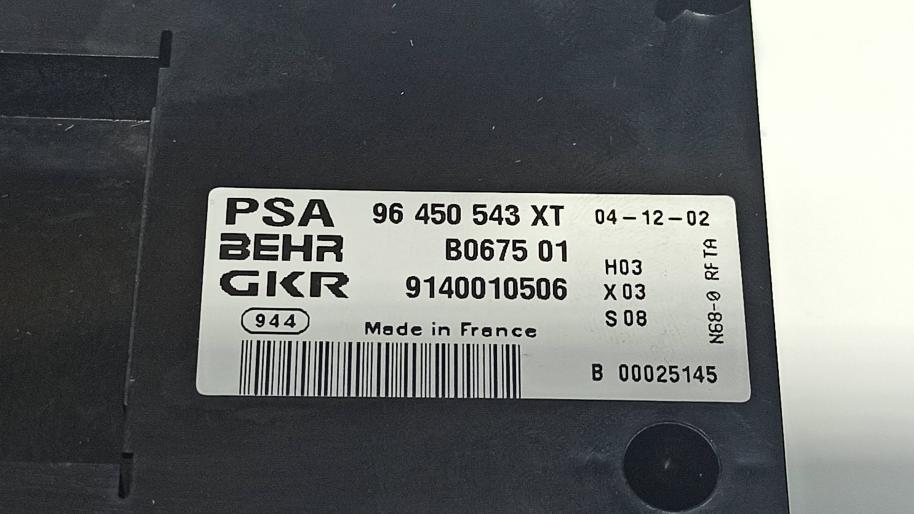 PSA 96 450 543 XT 04-12-02
BEHR B0675 01
GKR 9140010506
H03
X03
S08
944
Made in France
B 00025145
N68-0 RFTA